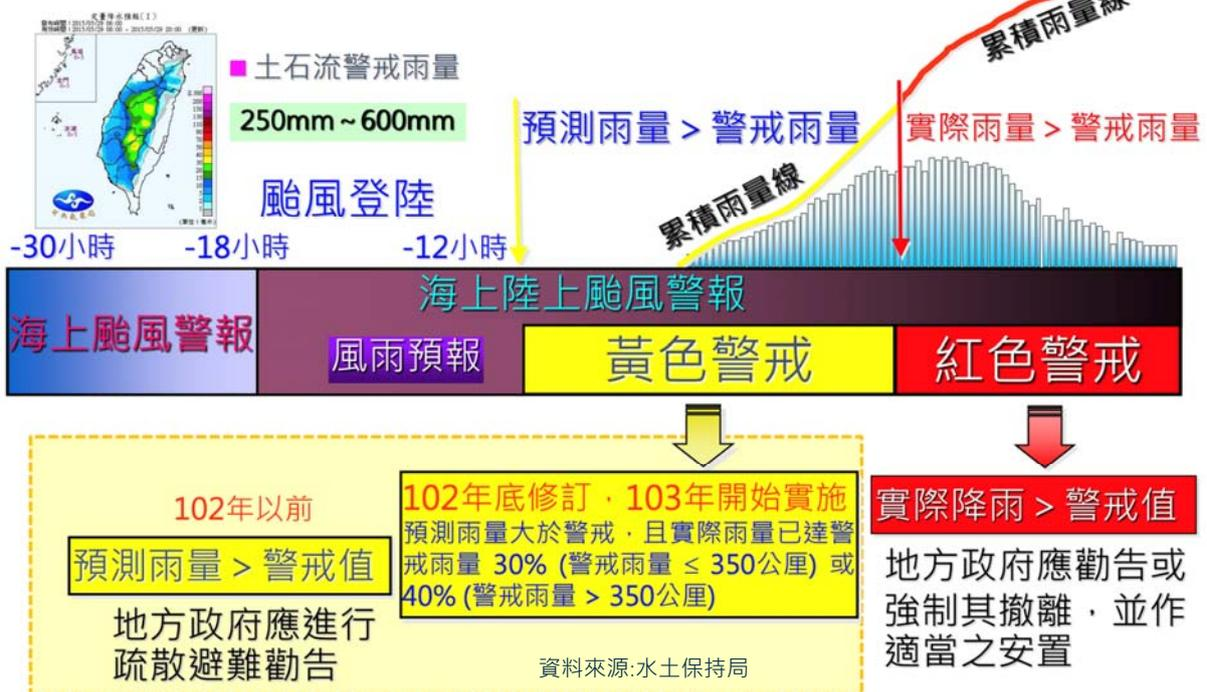 定量降水預報(I)
■ 土石流警戒雨量
250mm ~ 600mm
颱風登陸
預測雨量 > 警戒雨量
累積雨量線
實際雨量 > 警戒雨量
累積雨量線
-30小時
-18小時
-12小時
海上颱風警報
海上陸上颱風警報
風雨預報
黃色警戒
紅色警戒
102年以前
預測雨量 > 警戒值
地方政府應進行
疏散避難勸告
102年底修訂，103年開始實施
預測雨量大於警戒，且實際雨量已達警
戒雨量 30% (警戒雨量 ≤ 350公厘) 或
40% (警戒雨量 > 350公厘)
資料來源:水土保持局
實際降雨 > 警戒值
地方政府應勸告或
強制其撤離，並作
適當之安置